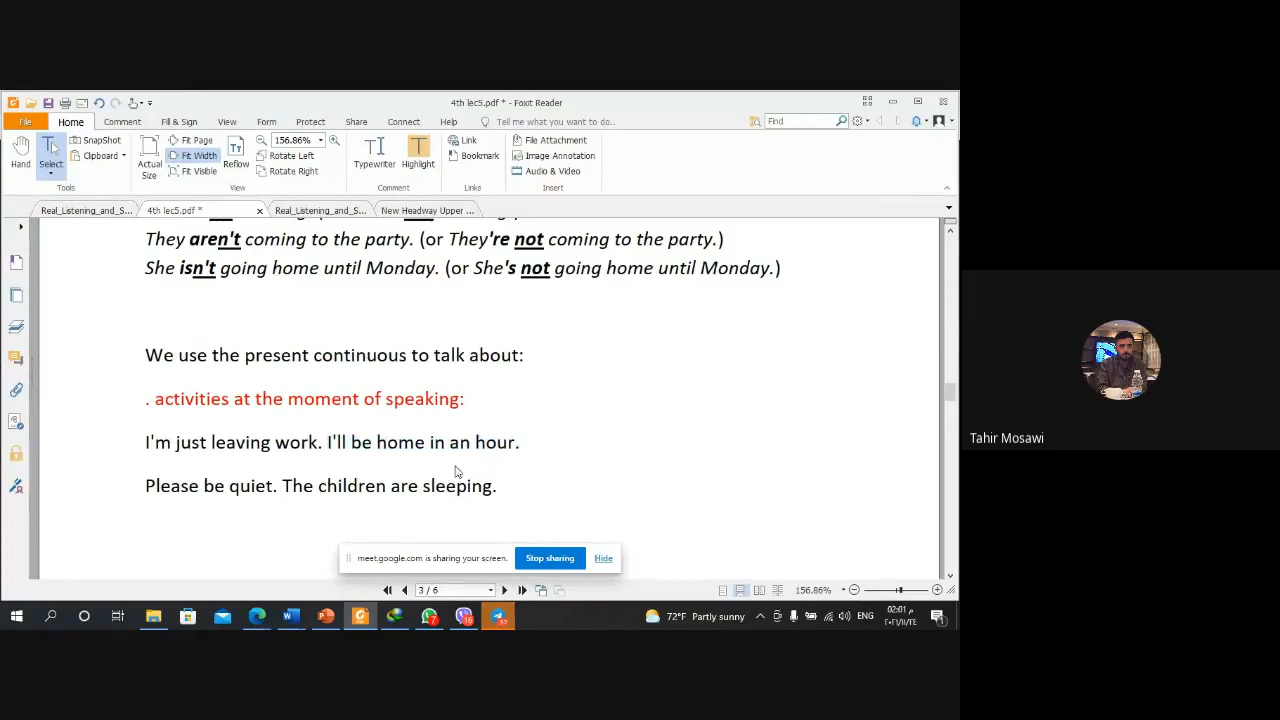 4th lec5.pdf * - Foxit Reader
File Home Comment Fill & Sign View Form Protect Share Connect Help Tell me what you want to do... Find
Hand
Select
SnapShot
Clipboard
Tools
Actual Size
Fit Page
Fit Width
Fit Visible
Reflow
156.86%
Rotate Left
Rotate Right
View
Typewriter
Highlight
Comment
Link
Bookmark
Links
File Attachment
Image Annotation
Audio & Video
Insert
Real_Listening_and_S... 4th lec5.pdf * Real_Listening_and_S... New Headway Upper ...
They aren't coming to the party. (or They're not coming to the party.)
She isn't going home until Monday. (or She's not going home until Monday.)
We use the present continuous to talk about:
. activities at the moment of speaking:
I'm just leaving work. I'll be home in an hour.
Please be quiet. The children are sleeping.
meet.google.com is sharing your screen. Stop sharing Hide
3 / 6 156.86%
72°F Partly sunny ENG 02:01 م
٢٠٢١/١١/٢٤
16
Tahir Mosawi